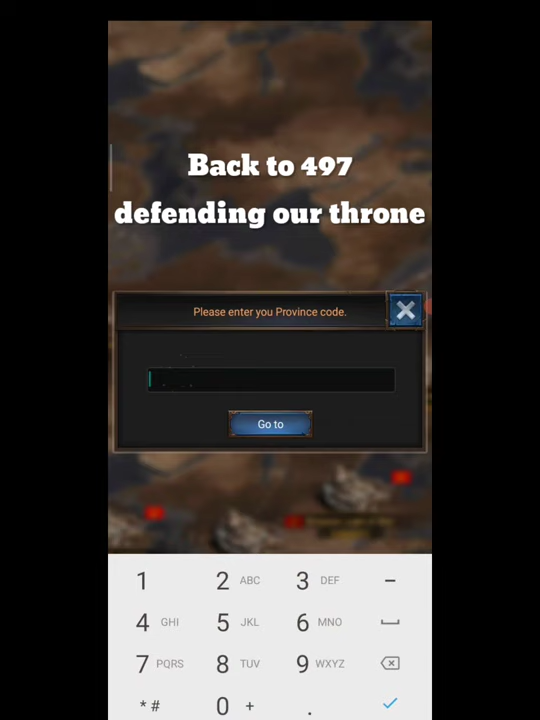 Back to 497
defending our throne
Please enter you Province code.
Go to
1 2 ABC 3 DEF -
4 GHI 5 JKL 6 MNO
7 PQRS 8 TUV 9 WXYZ
* # 0 + .